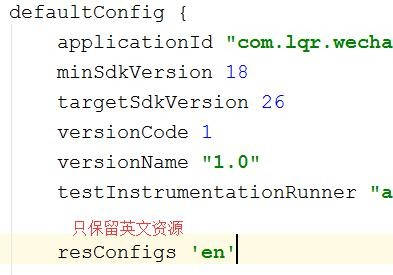 defaultConfig {
applicationId "com.lqr.wecha
minSdkVersion 18
targetSdkVersion 26
versionCode 1
versionName "1.0"
testInstrumentationRunner "a
只保留英文资源
resConfigs 'en'